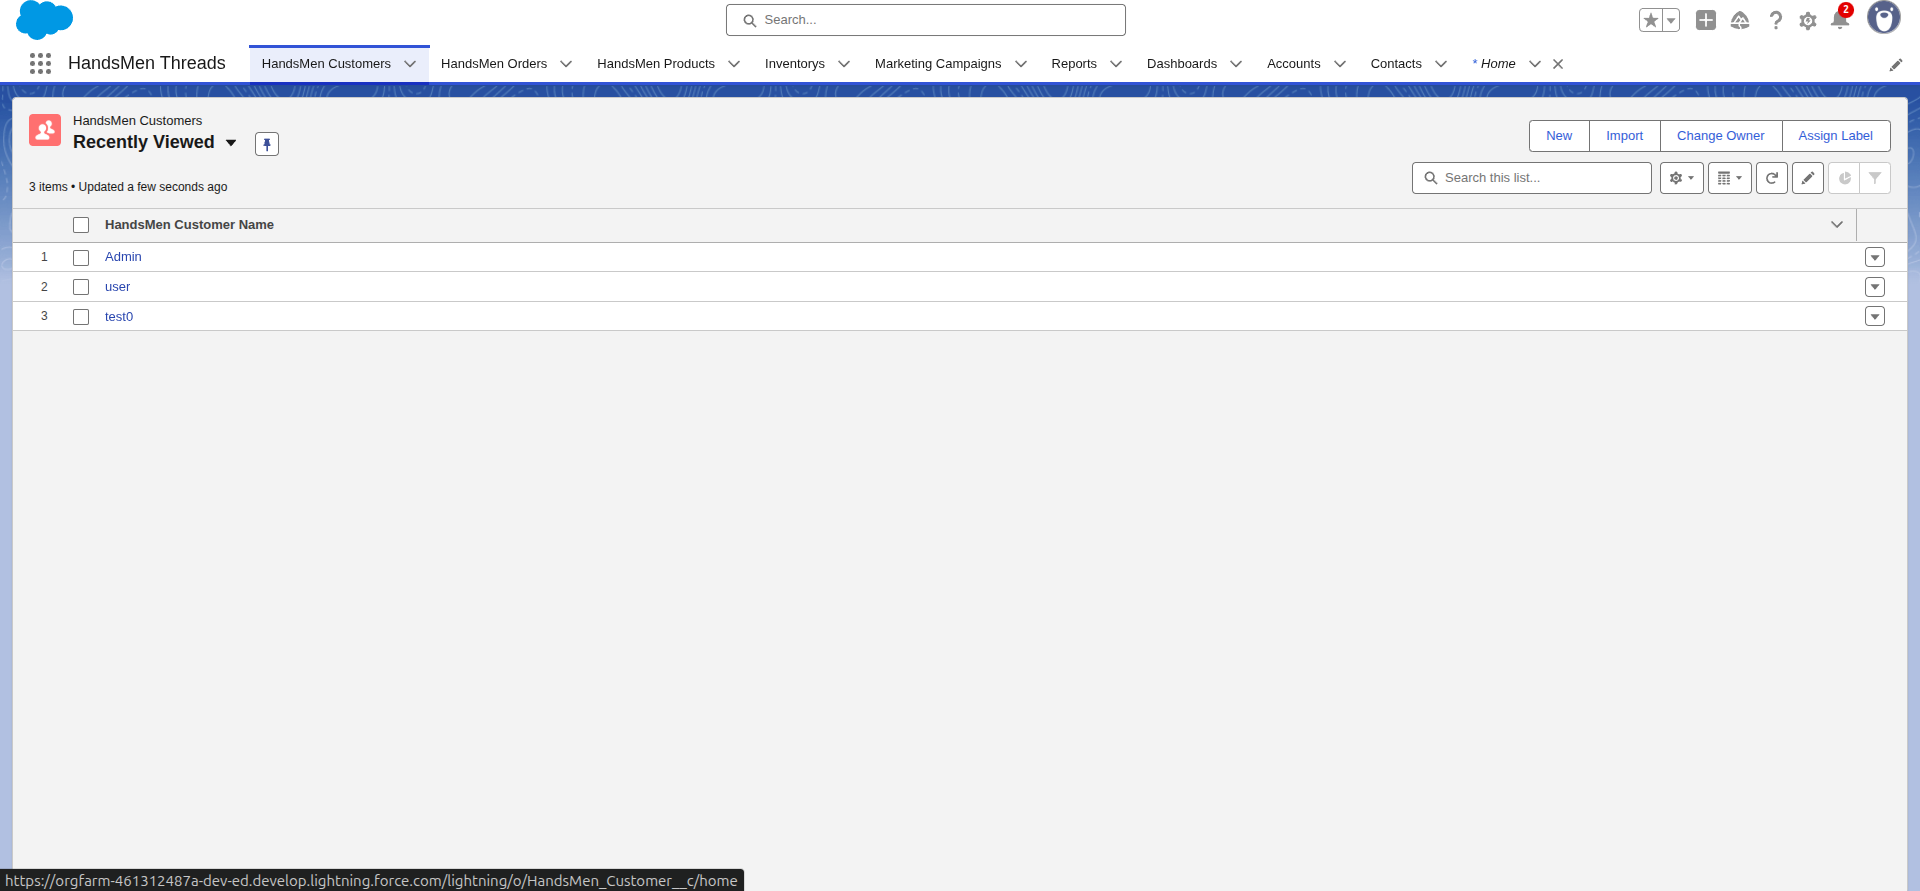 Search...
2
HandsMen Threads
HandsMen Customers
HandsMen Orders
HandsMen Products
Inventorys
Marketing Campaigns
Reports
Dashboards
Accounts
Contacts
* Home
HandsMen Customers
Recently Viewed
New
Import
Change Owner
Assign Label
3 items • Updated a few seconds ago
Search this list...
HandsMen Customer Name
1 Admin
2 user
3 test0
https://orgfarm-461312487a-dev-ed.develop.lightning.force.com/lightning/o/HandsMen_Customer__c/home